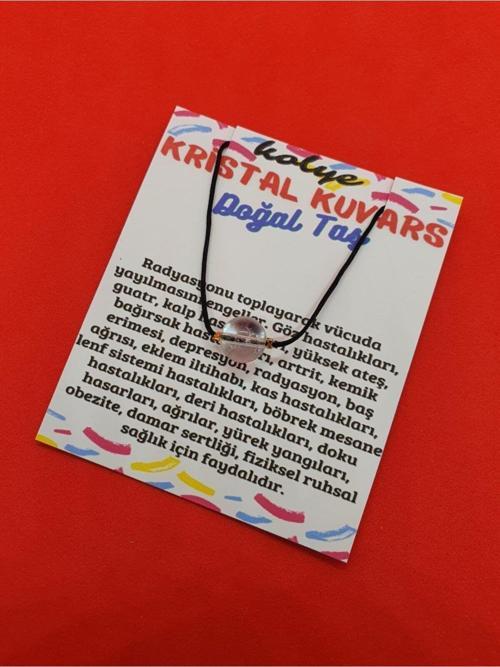 kolye
KRİSTAL KUVARS
Doğal Taş
Radyasyonu toplayarak vücuda
yayılmasını engeller. Göz hastalıkları,
guatr, kalp yüksek ateş,
bağırsak artrit, kemik
erimesi, depresyon, radyasyon, baş
ağrısı, eklem iltihabı, kas hastalıkları,
lenf sistemi hastalıkları, böbrek mesane
hastalıkları, deri hastalıkları, doku
hasarları, ağrılar, yürek yangıları,
obezite, damar sertliği, fiziksel ruhsal
sağlık için faydalıdır.